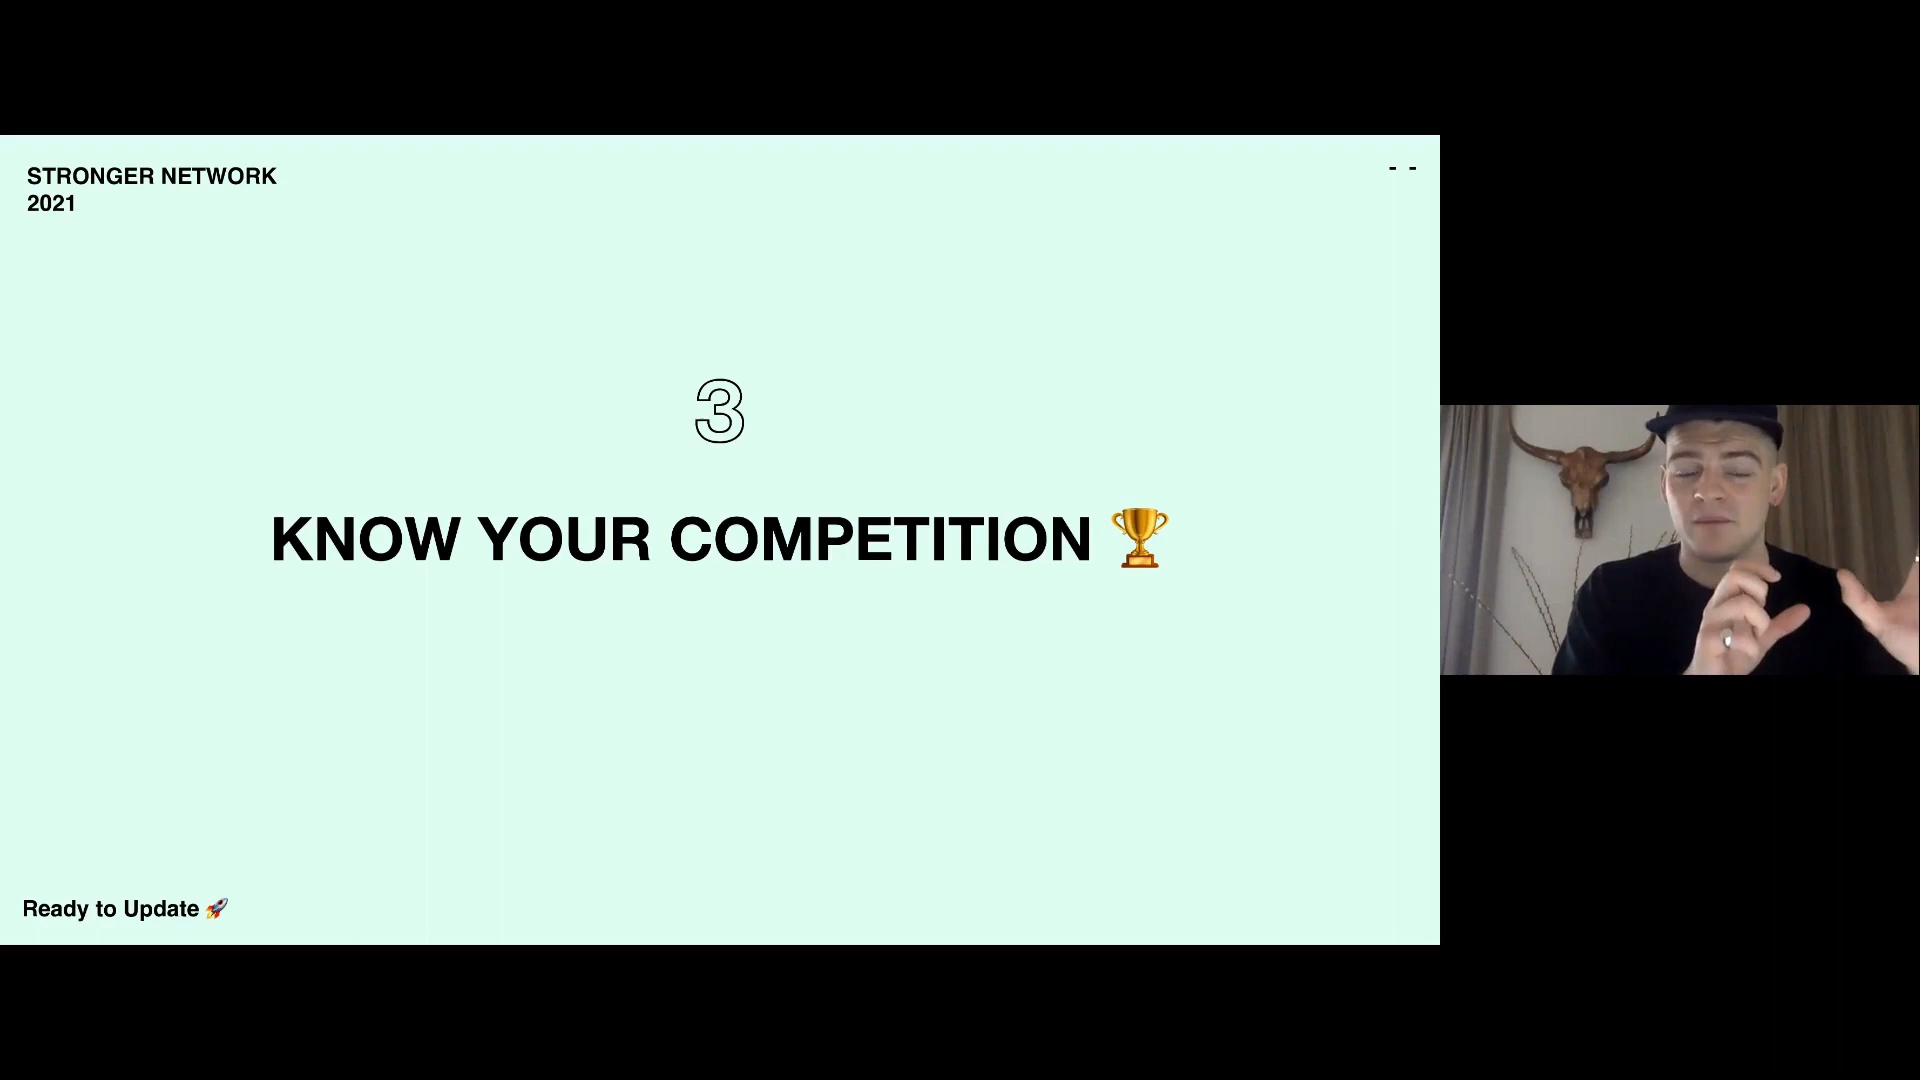 STRONGER NETWORK
2021
- -
3
KNOW YOUR COMPETITION 🏆
Ready to Update 🚀